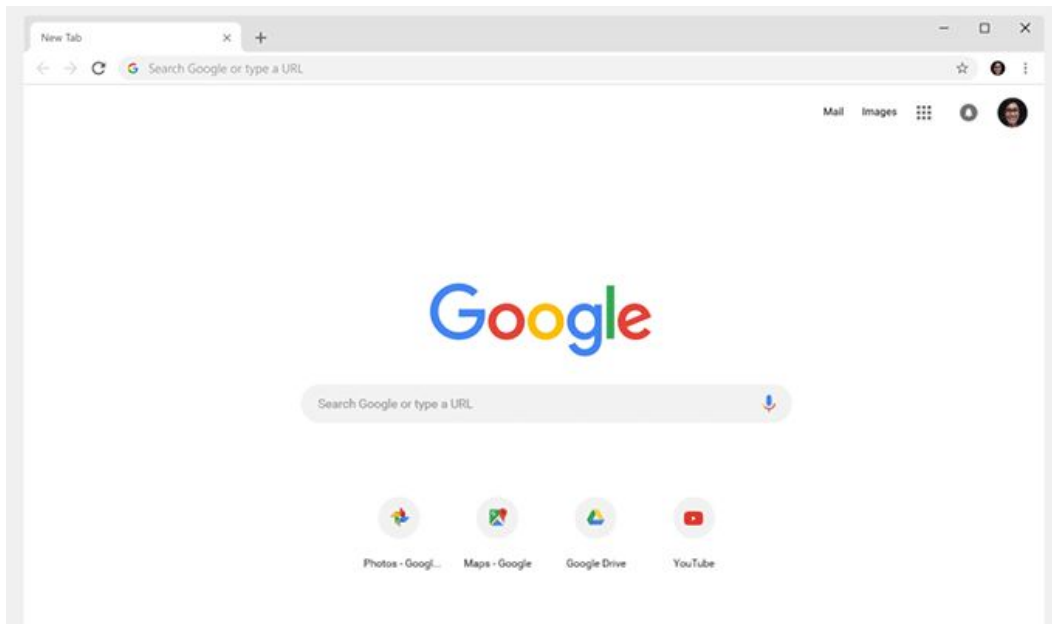 New Tab
Search Google or type a URL
Mail Images
Google
Search Google or type a URL
Photos - Googl... Maps - Google Google Drive YouTube